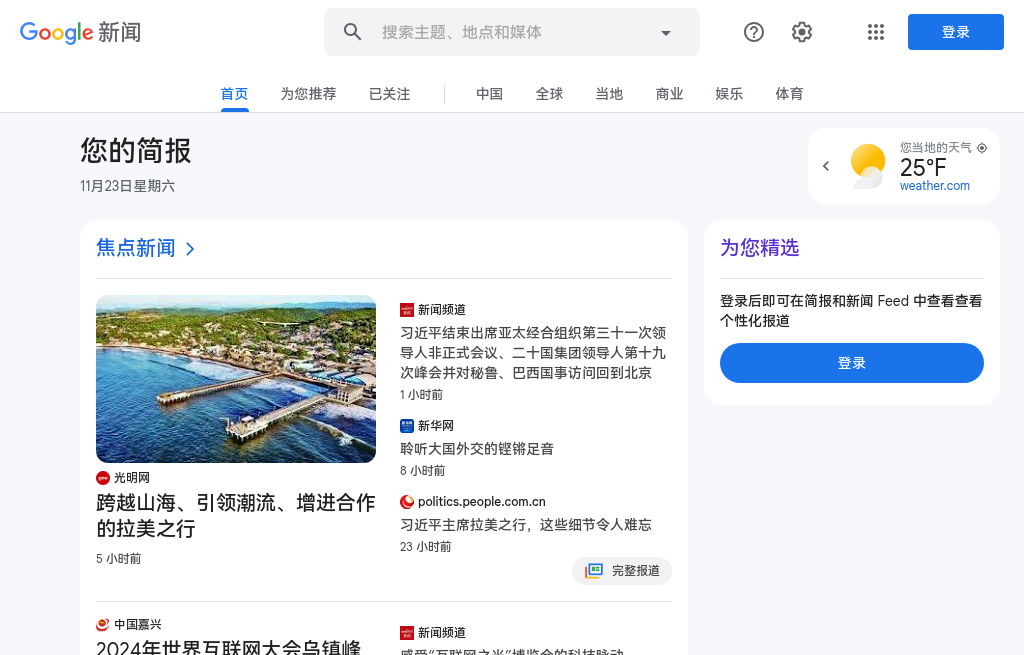 Google 新闻
搜索主题、地点和媒体
登录
首页 为您推荐 已关注 中国 全球 当地 商业 娱乐 体育
您的简报
11月23日星期六
您当地的天气
25°F
weather.com
焦点新闻
光明网
跨越山海、引领潮流、增进合作
的拉美之行
5 小时前
新闻频道
习近平结束出席亚太经合组织第三十一次领
导人非正式会议、二十国集团领导人第十九
次峰会并对秘鲁、巴西国事访问回到北京
1 小时前
新华网
聆听大国外交的铿锵足音
8 小时前
politics.people.com.cn
习近平主席拉美之行，这些细节令人难忘
23 小时前
完整报道
中国嘉兴
2024年世界互联网大会乌镇峰
新闻频道
感受“互联网之光”博览会的科技脉动
为您精选
登录后即可在简报和新闻 Feed 中查看查看
个性化报道
登录